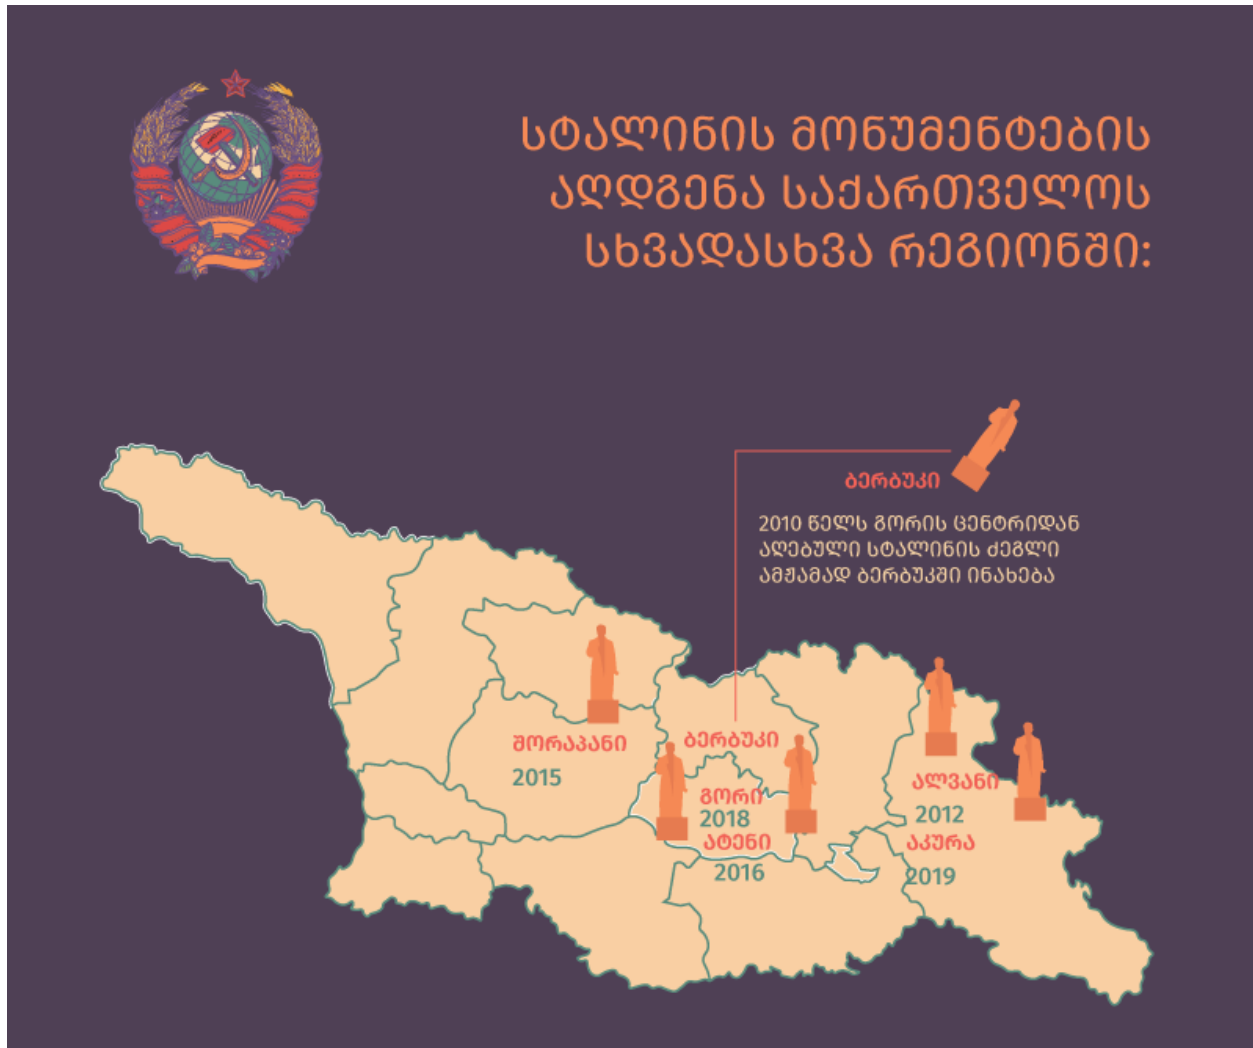 სტალინის მონუმენტების
აღდგენა საქართველოს
სხვადასხვა რეგიონში:
ბერბუკი
2010 წელს გორის ცენტრიდან
აღებული სტალინის ძეგლი
ამჟამად ბერბუკში ინახება
შორაპანი
2015
ბერბუკი
გორი
2018
ატენი
2016
ალვანი
2012
აკურა
2019